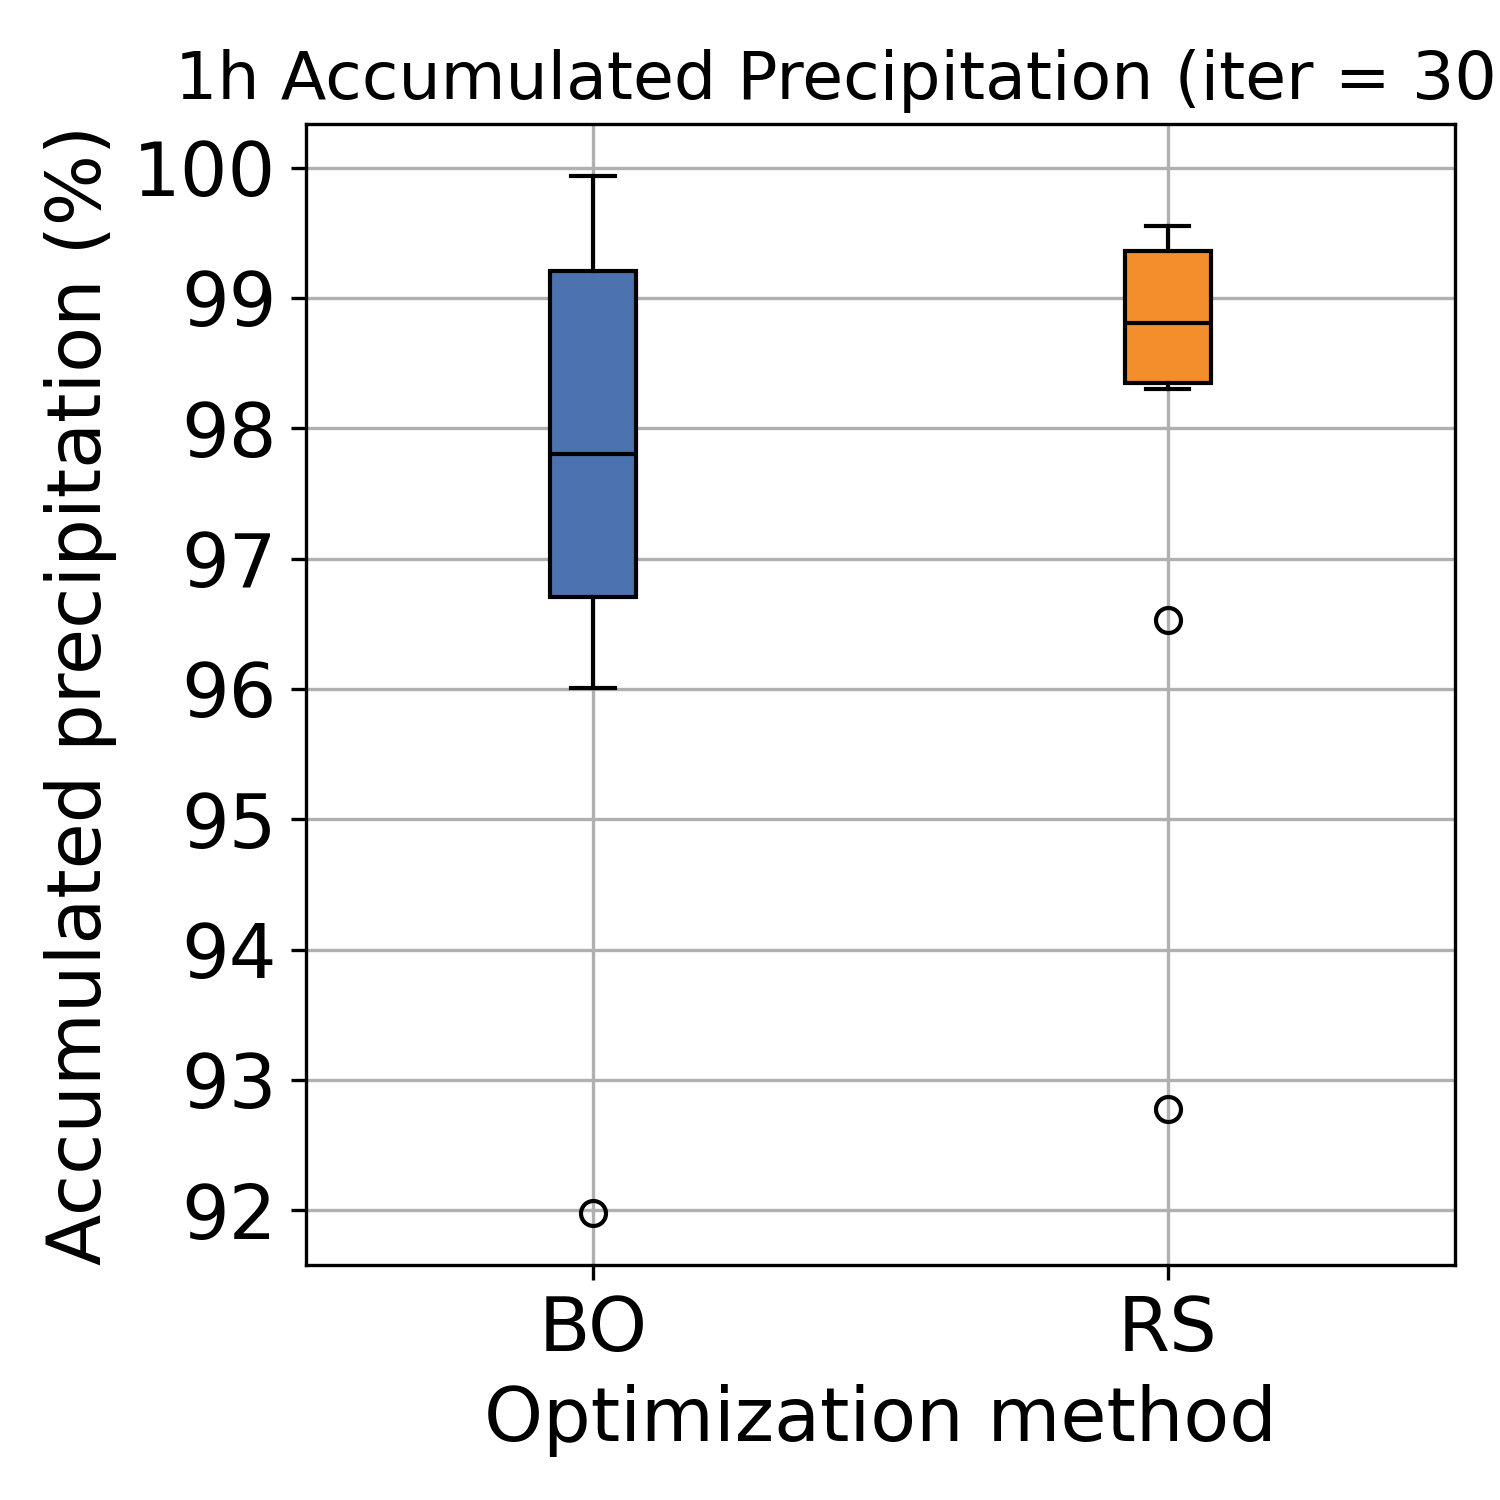 1h Accumulated Precipitation (iter = 30
Accumulated precipitation (%)
100
99
98
97
96
95
94
93
92
BO RS
Optimization method